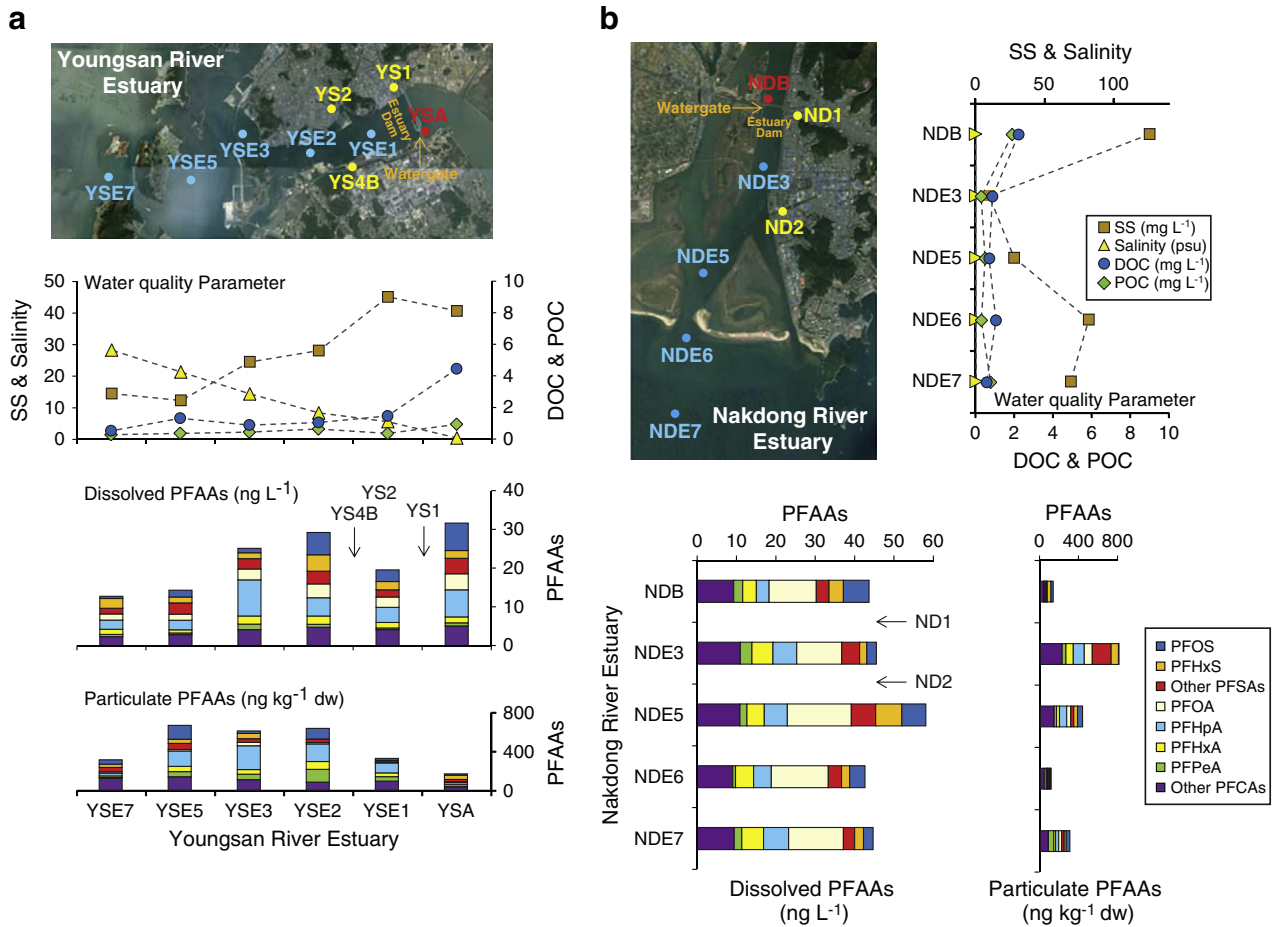 a
Youngsan River
Estuary
YS1
YS2
Estuary
Dam
YSA
YSE3
YSE2
YSE1
YSE5
YS4B
Watergate
YSE7
Water quality Parameter
SS & Salinity
50
40
30
20
10
0
DOC & POC
10
8
6
4
2
0
Dissolved PFAAs (ng L-1)
YS2
YS4B
YS1
PFAAs
40
30
20
10
0
Particulate PFAAs (ng kg-1 dw)
PFAAs
800
400
0
YSE7 YSE5 YSE3 YSE2 YSE1 YSA
Youngsan River Estuary
b
NDB
Watergate
Estuary
Dam
ND1
NDE3
ND2
NDE5
NDE6
NDE7
Nakdong River
Estuary
SS & Salinity
0 50 100
NDB
NDE3
NDE5
NDE6
NDE7
SS (mg L-1)
Salinity (psu)
DOC (mg L-1)
POC (mg L-1)
Water quality Parameter
0 2 4 6 8 10
DOC & POC
PFAAs
0 10 20 30 40 50 60
Nakdong River Estuary
NDB
ND1
NDE3
ND2
NDE5
NDE6
NDE7
Dissolved PFAAs
(ng L-1)
PFAAs
0 400 800
Particulate PFAAs
(ng kg-1 dw)
PFOS
PFHxS
Other PFSAs
PFOA
PFHpA
PFHxA
PFPeA
Other PFCAs